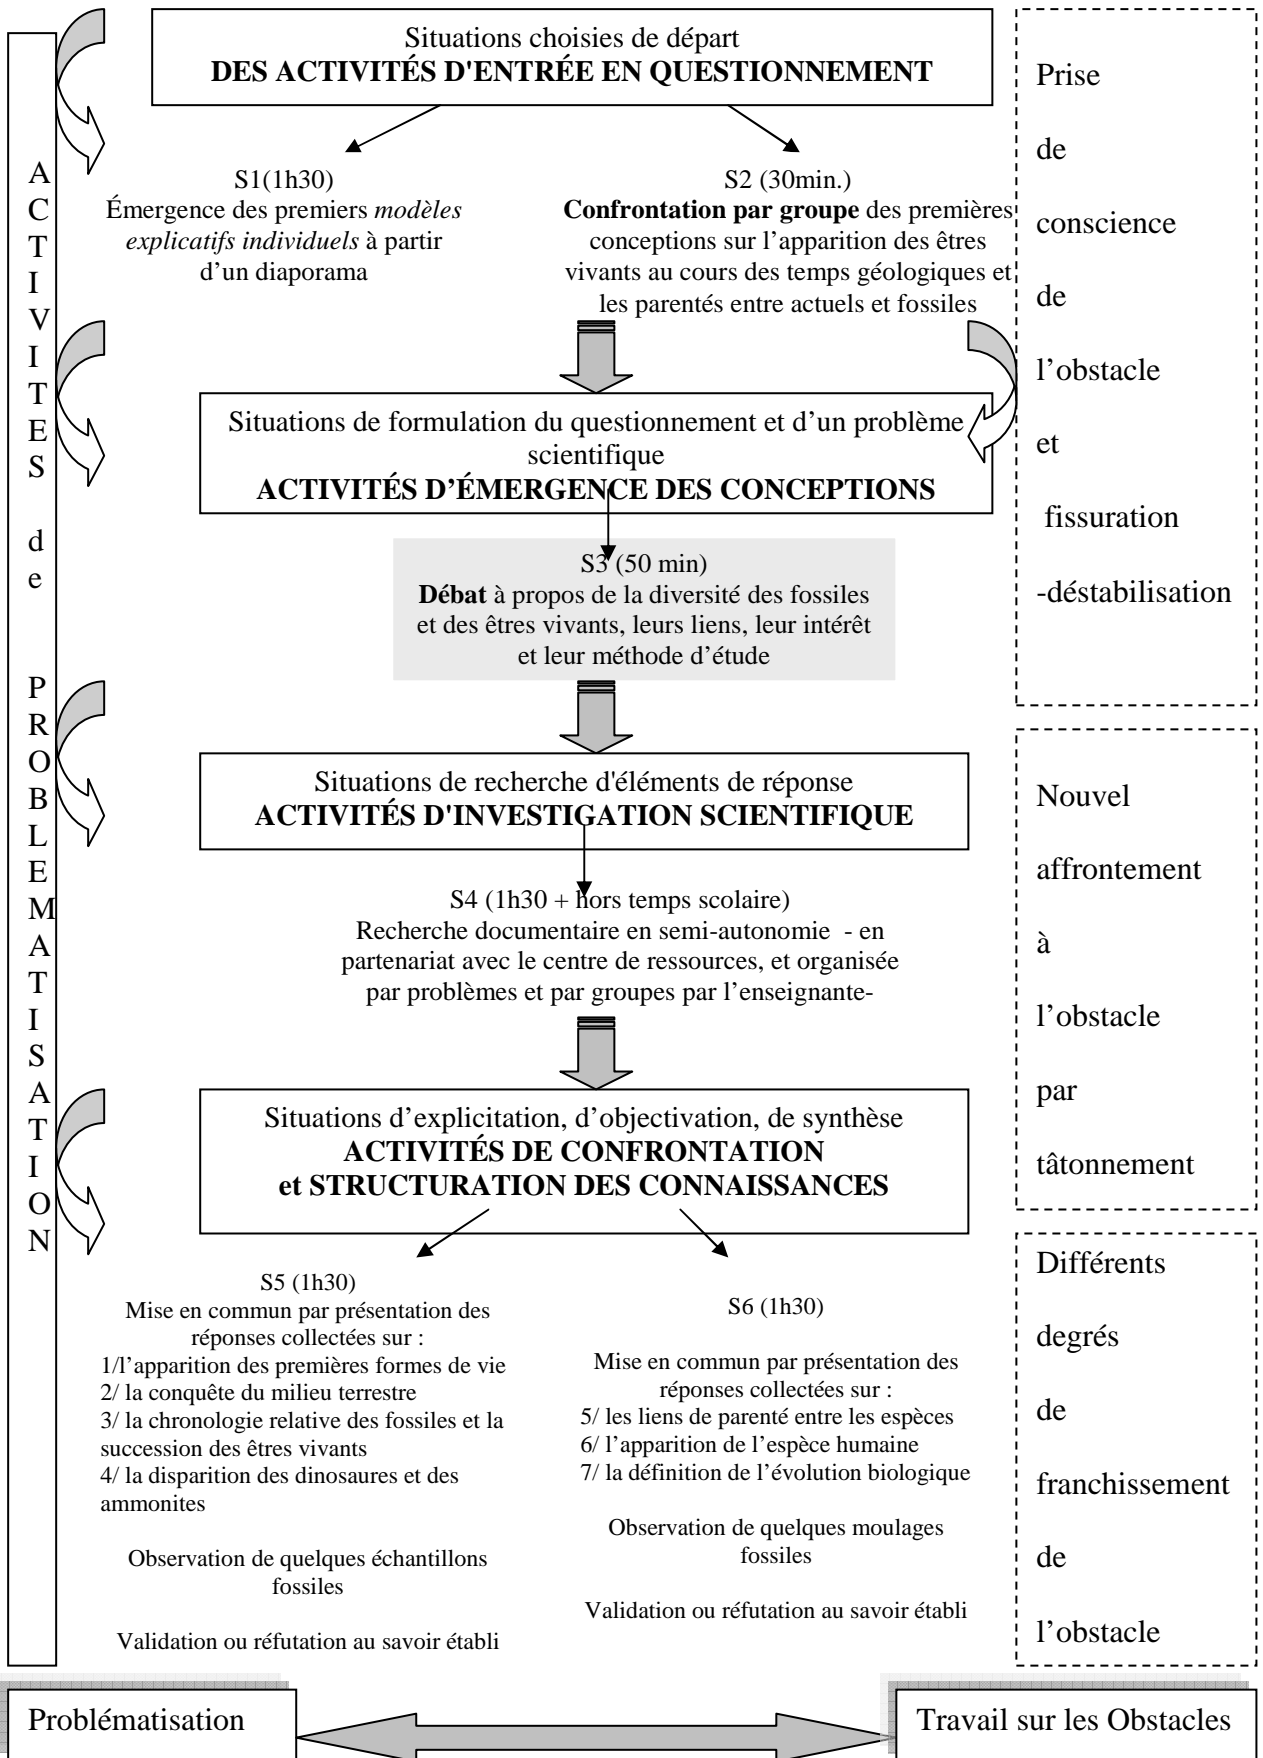 Situations choisies de départ
DES ACTIVITÉS D'ENTRÉE EN QUESTIONNEMENT
S1(1h30)
Émergence des premiers modèles
explicatifs individuels à partir
d'un diaporama
S2 (30min.)
Confrontation par groupe des premières
conceptions sur l'apparition des êtres
vivants au cours des temps géologiques et
les parentés entre actuels et fossiles
Situations de formulation du questionnement et d'un problème
scientifique
ACTIVITÉS D'ÉMERGENCE DES CONCEPTIONS
S3 (50 min)
Débat à propos de la diversité des fossiles
et des êtres vivants, leurs liens, leur intérêt
et leur méthode d'étude
Situations de recherche d'éléments de réponse
ACTIVITÉS D'INVESTIGATION SCIENTIFIQUE
S4 (1h30 + hors temps scolaire)
Recherche documentaire en semi-autonomie - en
partenariat avec le centre de ressources, et organisée
par problèmes et par groupes par l'enseignante-
Situations d'explicitation, d'objectivation, de synthèse
ACTIVITÉS DE CONFRONTATION
et STRUCTURATION DES CONNAISSANCES
S5 (1h30)
Mise en commun par présentation des
réponses collectées sur :
1/l'apparition des premières formes de vie
2/ la conquête du milieu terrestre
3/ la chronologie relative des fossiles et la
succession des êtres vivants
4/ la disparition des dinosaures et des
ammonites
Observation de quelques échantillons
fossiles
Validation ou réfutation au savoir établi
S6 (1h30)
Mise en commun par présentation des
réponses collectées sur :
5/ les liens de parenté entre les espèces
6/ l'apparition de l'espèce humaine
7/ la définition de l'évolution biologique
Observation de quelques moulages
fossiles
Validation ou réfutation au savoir établi
ACTIVITES de PROBLEMATISATION
Prise
de
conscience
de
l'obstacle
et
fissuration
-déstabilisation
Nouvel
affrontement
à
l'obstacle
par
tâtonnement
Différents
degrés
de
franchissement
de
l'obstacle
Problématisation
Travail sur les Obstacles